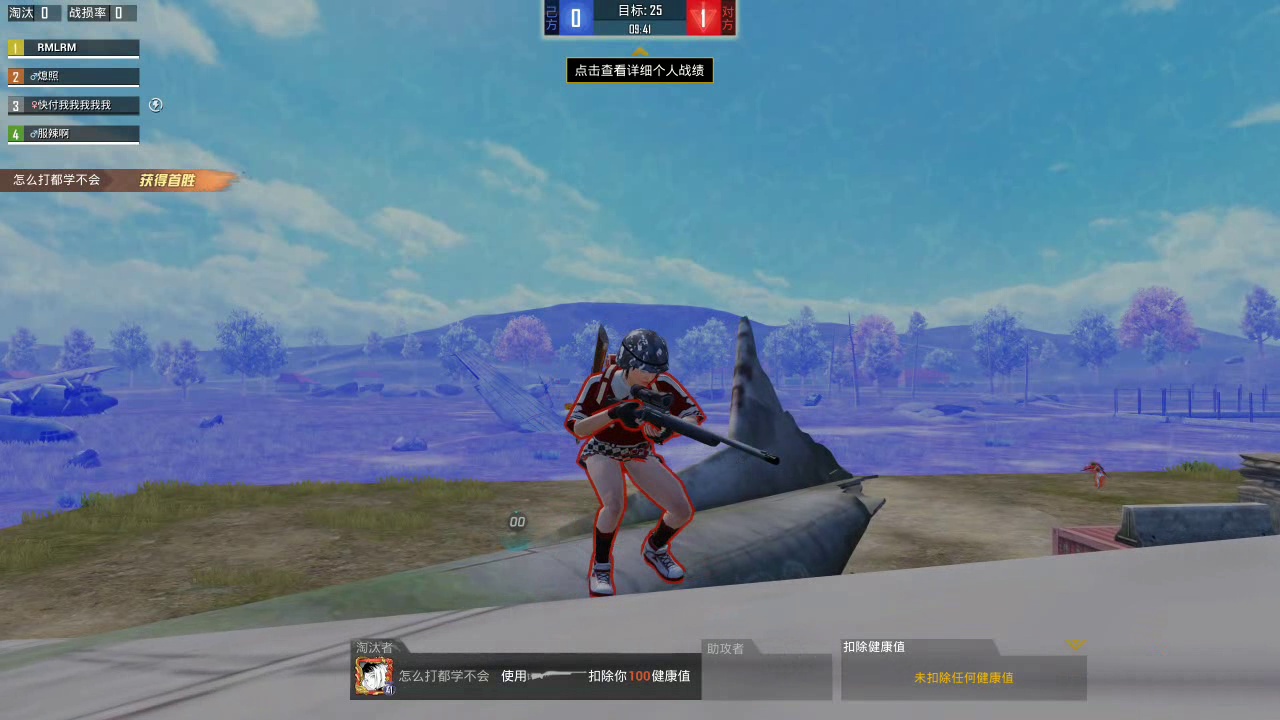 淘汰 0 战损率 0
己方 0 目标: 25 1 对方
09:41
点击查看详细个人战绩
1 RMLRM
2 ♂熄照
3 ♀快付我我我我我
4 ♂服辣啊
怎么打都学不会 获得首胜
00
淘汰者
怎么打都学不会 使用 扣除你100健康值
41
助攻者
扣除健康值
未扣除任何健康值